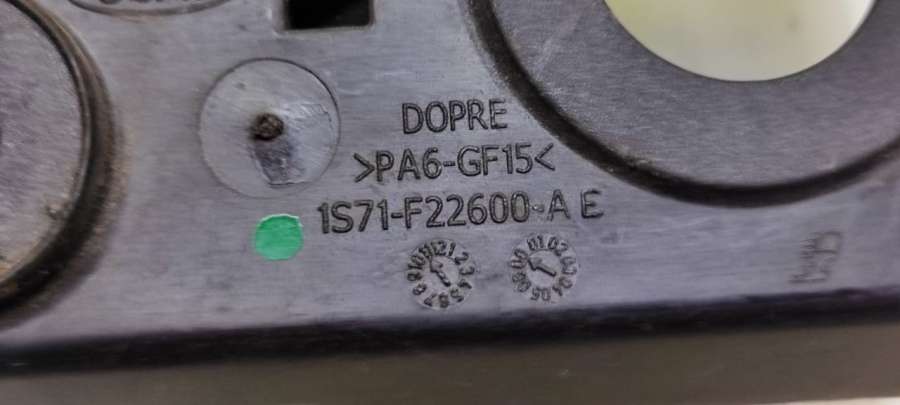 DOPRE
>PA6-GF15<
1S71-F22600-A E